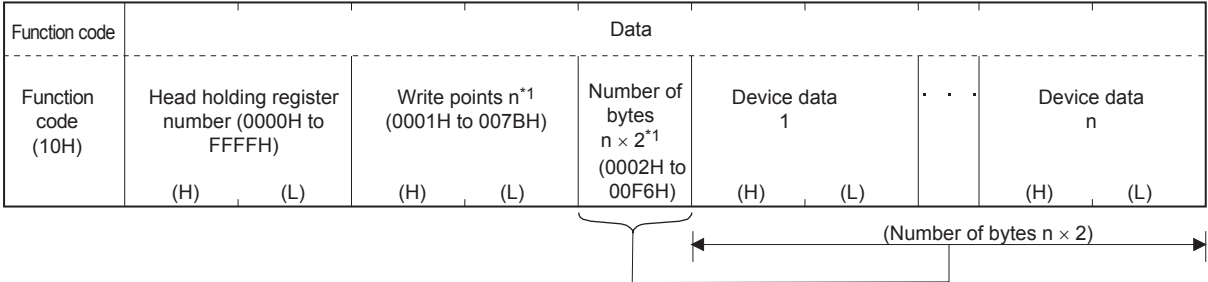 Function code Data
Function code (10H)
Head holding register number (0000H to FFFFH)
(H) (L)
Write points n*1 (0001H to 007BH)
(H) (L)
Number of bytes n × 2*1 (0002H to 00F6H)
Device data 1
(H) (L)
. . .
Device data n
(H) (L)
(Number of bytes n × 2)